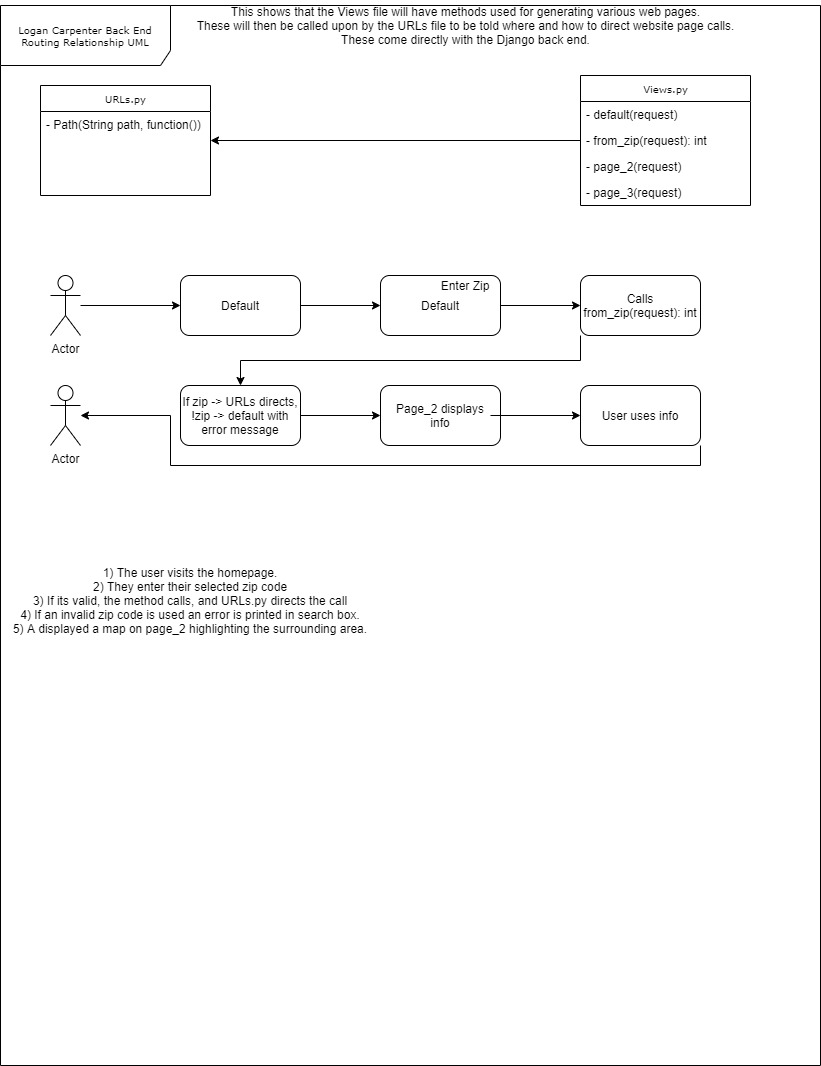 Logan Carpenter Back End
Routing Relationship UML
This shows that the Views file will have methods used for generating various web pages.
These will then be called upon by the URLs file to be told where and how to direct website page calls.
These come directly with the Django back end.
URLs.py
- Path(String path, function())
Views.py
- default(request)
- from_zip(request): int
- page_2(request)
- page_3(request)
Actor
Default
Enter Zip
Default
Calls
from_zip(request): int
Actor
If zip -> URLs directs,
!zip -> default with
error message
Page_2 displays
info
User uses info
1) The user visits the homepage.
2) They enter their selected zip code
3) If its valid, the method calls, and URLs.py directs the call
4) If an invalid zip code is used an error is printed in search box.
5) A displayed a map on page_2 highlighting the surrounding area.